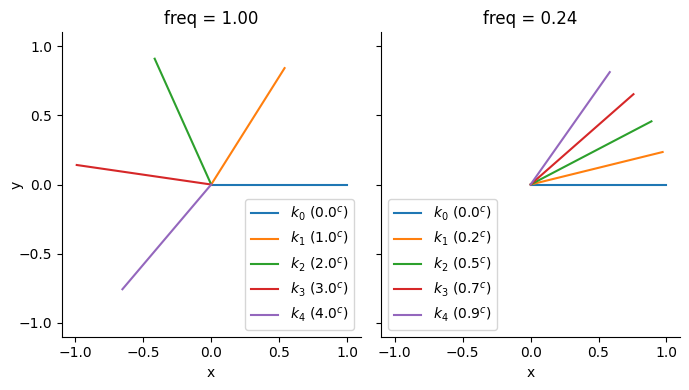 freq = 1.00
1.0
0.5
0.0
−0.5
−1.0
y
k₀ (0.0ᶜ)
k₁ (1.0ᶜ)
k₂ (2.0ᶜ)
k₃ (3.0ᶜ)
k₄ (4.0ᶜ)
−1.0 −0.5 0.0 0.5 1.0
x
freq = 0.24
k₀ (0.0ᶜ)
k₁ (0.2ᶜ)
k₂ (0.5ᶜ)
k₃ (0.7ᶜ)
k₄ (0.9ᶜ)
−1.0 −0.5 0.0 0.5 1.0
x